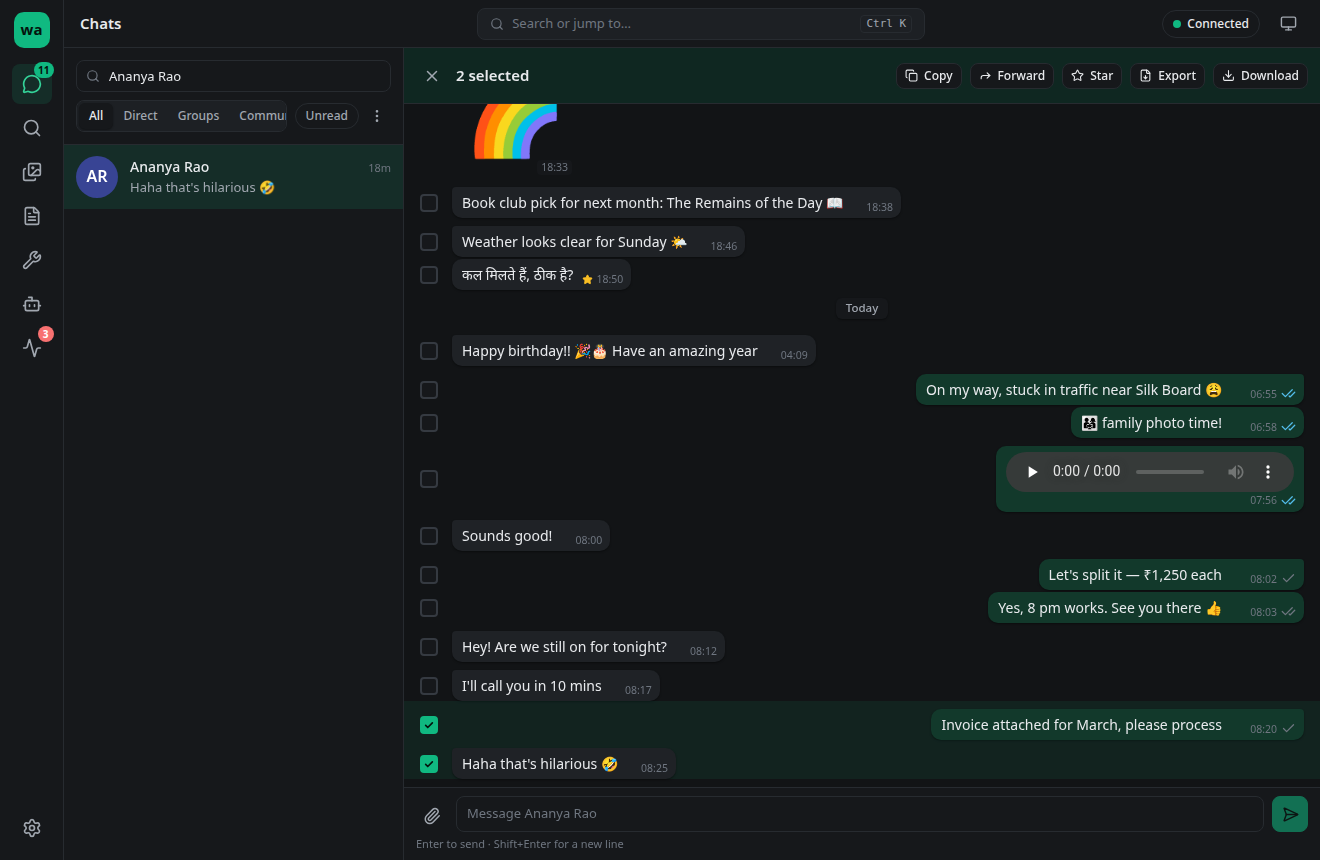 wa
Chats
Search or jump to...
Ctrl K
Connected
11
3
Ananya Rao
All
Direct
Groups
Commu
Unread
AR
Ananya Rao
18m
Haha that's hilarious 🤣
2 selected
Copy
Forward
Star
Export
Download
18:33
Book club pick for next month: The Remains of the Day 📖 18:38
Weather looks clear for Sunday 🌤️ 18:46
कल मिलते हैं, ठीक है? ⭐ 18:50
Today
Happy birthday!! 🎉🎂 Have an amazing year 04:09
On my way, stuck in traffic near Silk Board 😩 06:55
👨‍👩‍👧 family photo time! 06:58
0:00 / 0:00
07:56
Sounds good! 08:00
Let's split it — ₹1,250 each 08:02
Yes, 8 pm works. See you there 👍 08:03
Hey! Are we still on for tonight? 08:12
I'll call you in 10 mins 08:17
Invoice attached for March, please process 08:20
Haha that's hilarious 🤣 08:25
Message Ananya Rao
Enter to send · Shift+Enter for a new line